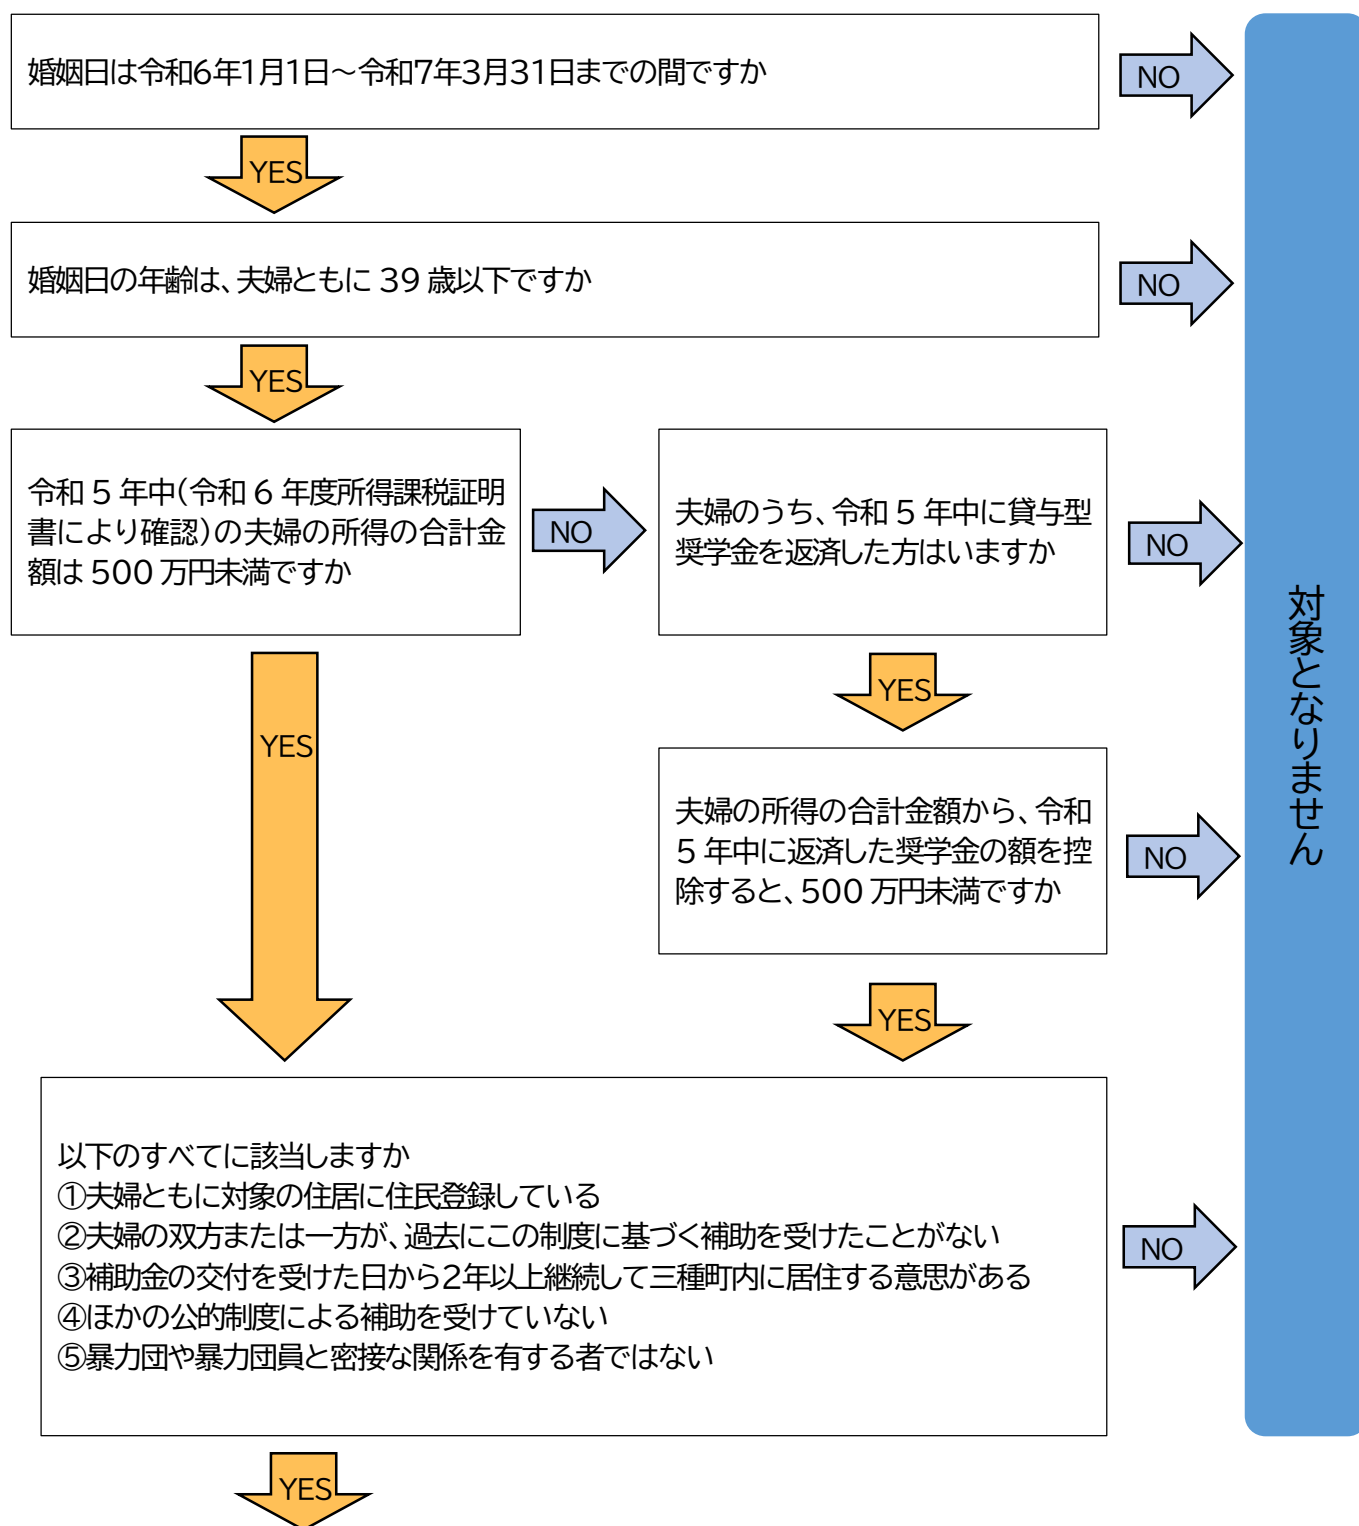 婚姻日は令和6年1月1日～令和7年3月31日までの間ですか
NO
YES
婚姻日の年齢は、夫婦ともに 39 歳以下ですか
NO
YES
令和 5 年中(令和 6 年度所得課税証明
書により確認)の夫婦の所得の合計金
額は 500 万円未満ですか
NO
夫婦のうち、令和 5 年中に貸与型
奨学金を返済した方はいますか
NO
YES
YES
夫婦の所得の合計金額から、令和
5 年中に返済した奨学金の額を控
除すると、500 万円未満ですか
NO
YES
以下のすべてに該当しますか
①夫婦ともに対象の住居に住民登録している
②夫婦の双方または一方が、過去にこの制度に基づく補助を受けたことがない
③補助金の交付を受けた日から2年以上継続して三種町内に居住する意思がある
④ほかの公的制度による補助を受けていない
⑤暴力団や暴力団員と密接な関係を有する者ではない
NO
YES
対象となりません